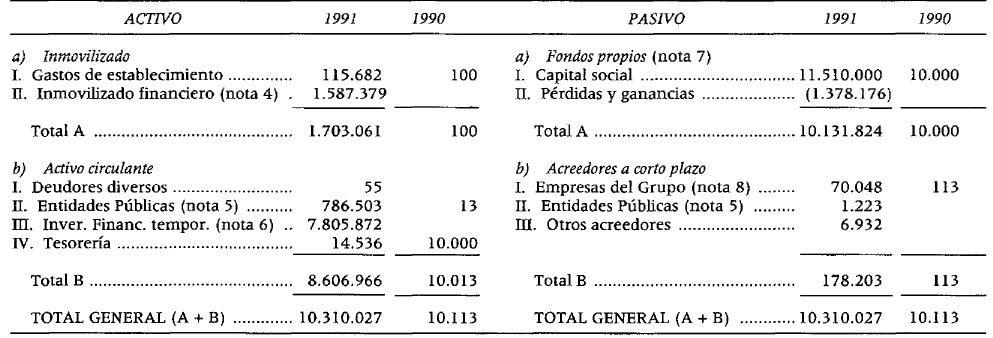 ACTIVO 1991 1990 PASIVO 1991 1990
a) Inmovilizado a) Fondos propios (nota 7)
I. Gastos de establecimiento ............. 115.682 100 I. Capital social ............................... 11.510.000 10.000
II. Inmovilizado financiero (nota 4) . 1.587.379 II. Pérdidas y ganancias .................... (1.378.176)
Total A ......................................... 1.703.061 100 Total A ......................................... 10.131.824 10.000
b) Activo circulante b) Acreedores a corto plazo
I. Deudores diversos ........................ 55 I. Empresas del Grupo (nota 8) ........ 70.048 113
II. Entidades Públicas (nota 5) .......... 786.503 13 II. Entidades Públicas (nota 5) .......... 1.223
III. Inver. Financ. tempor. (nota 6) .. 7.805.872 III. Otros acreedores ........................ 6.932
IV. Tesorería .................................... 14.536 10.000
Total B .......................................... 8.606.966 10.013 Total B .......................................... 178.203 113
TOTAL GENERAL (A + B) ............ 10.310.027 10.113 TOTAL GENERAL (A + B) ............ 10.310.027 10.113